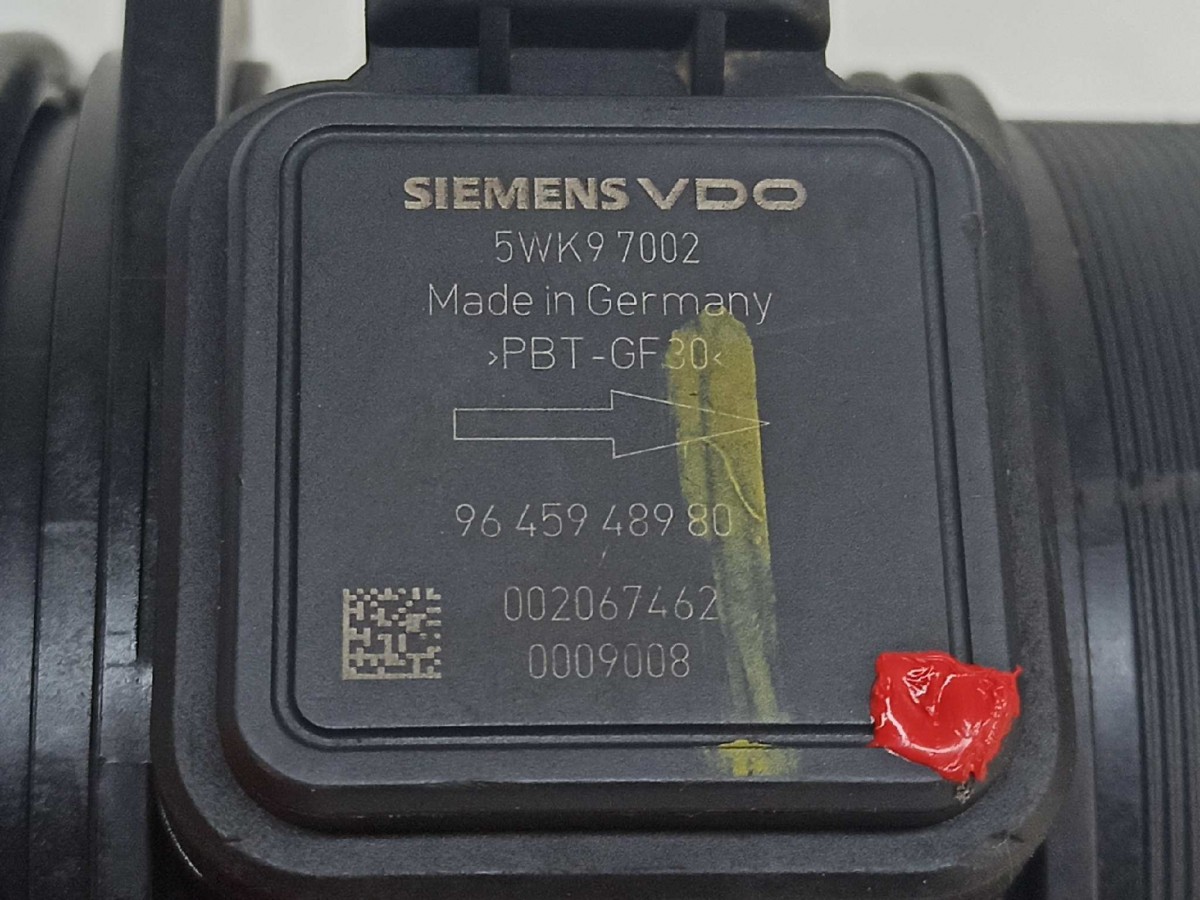 SIEMENS VDO
5WK9 7002
Made in Germany
>PBT-GF30<
96 459 489 80
002067462
0009008